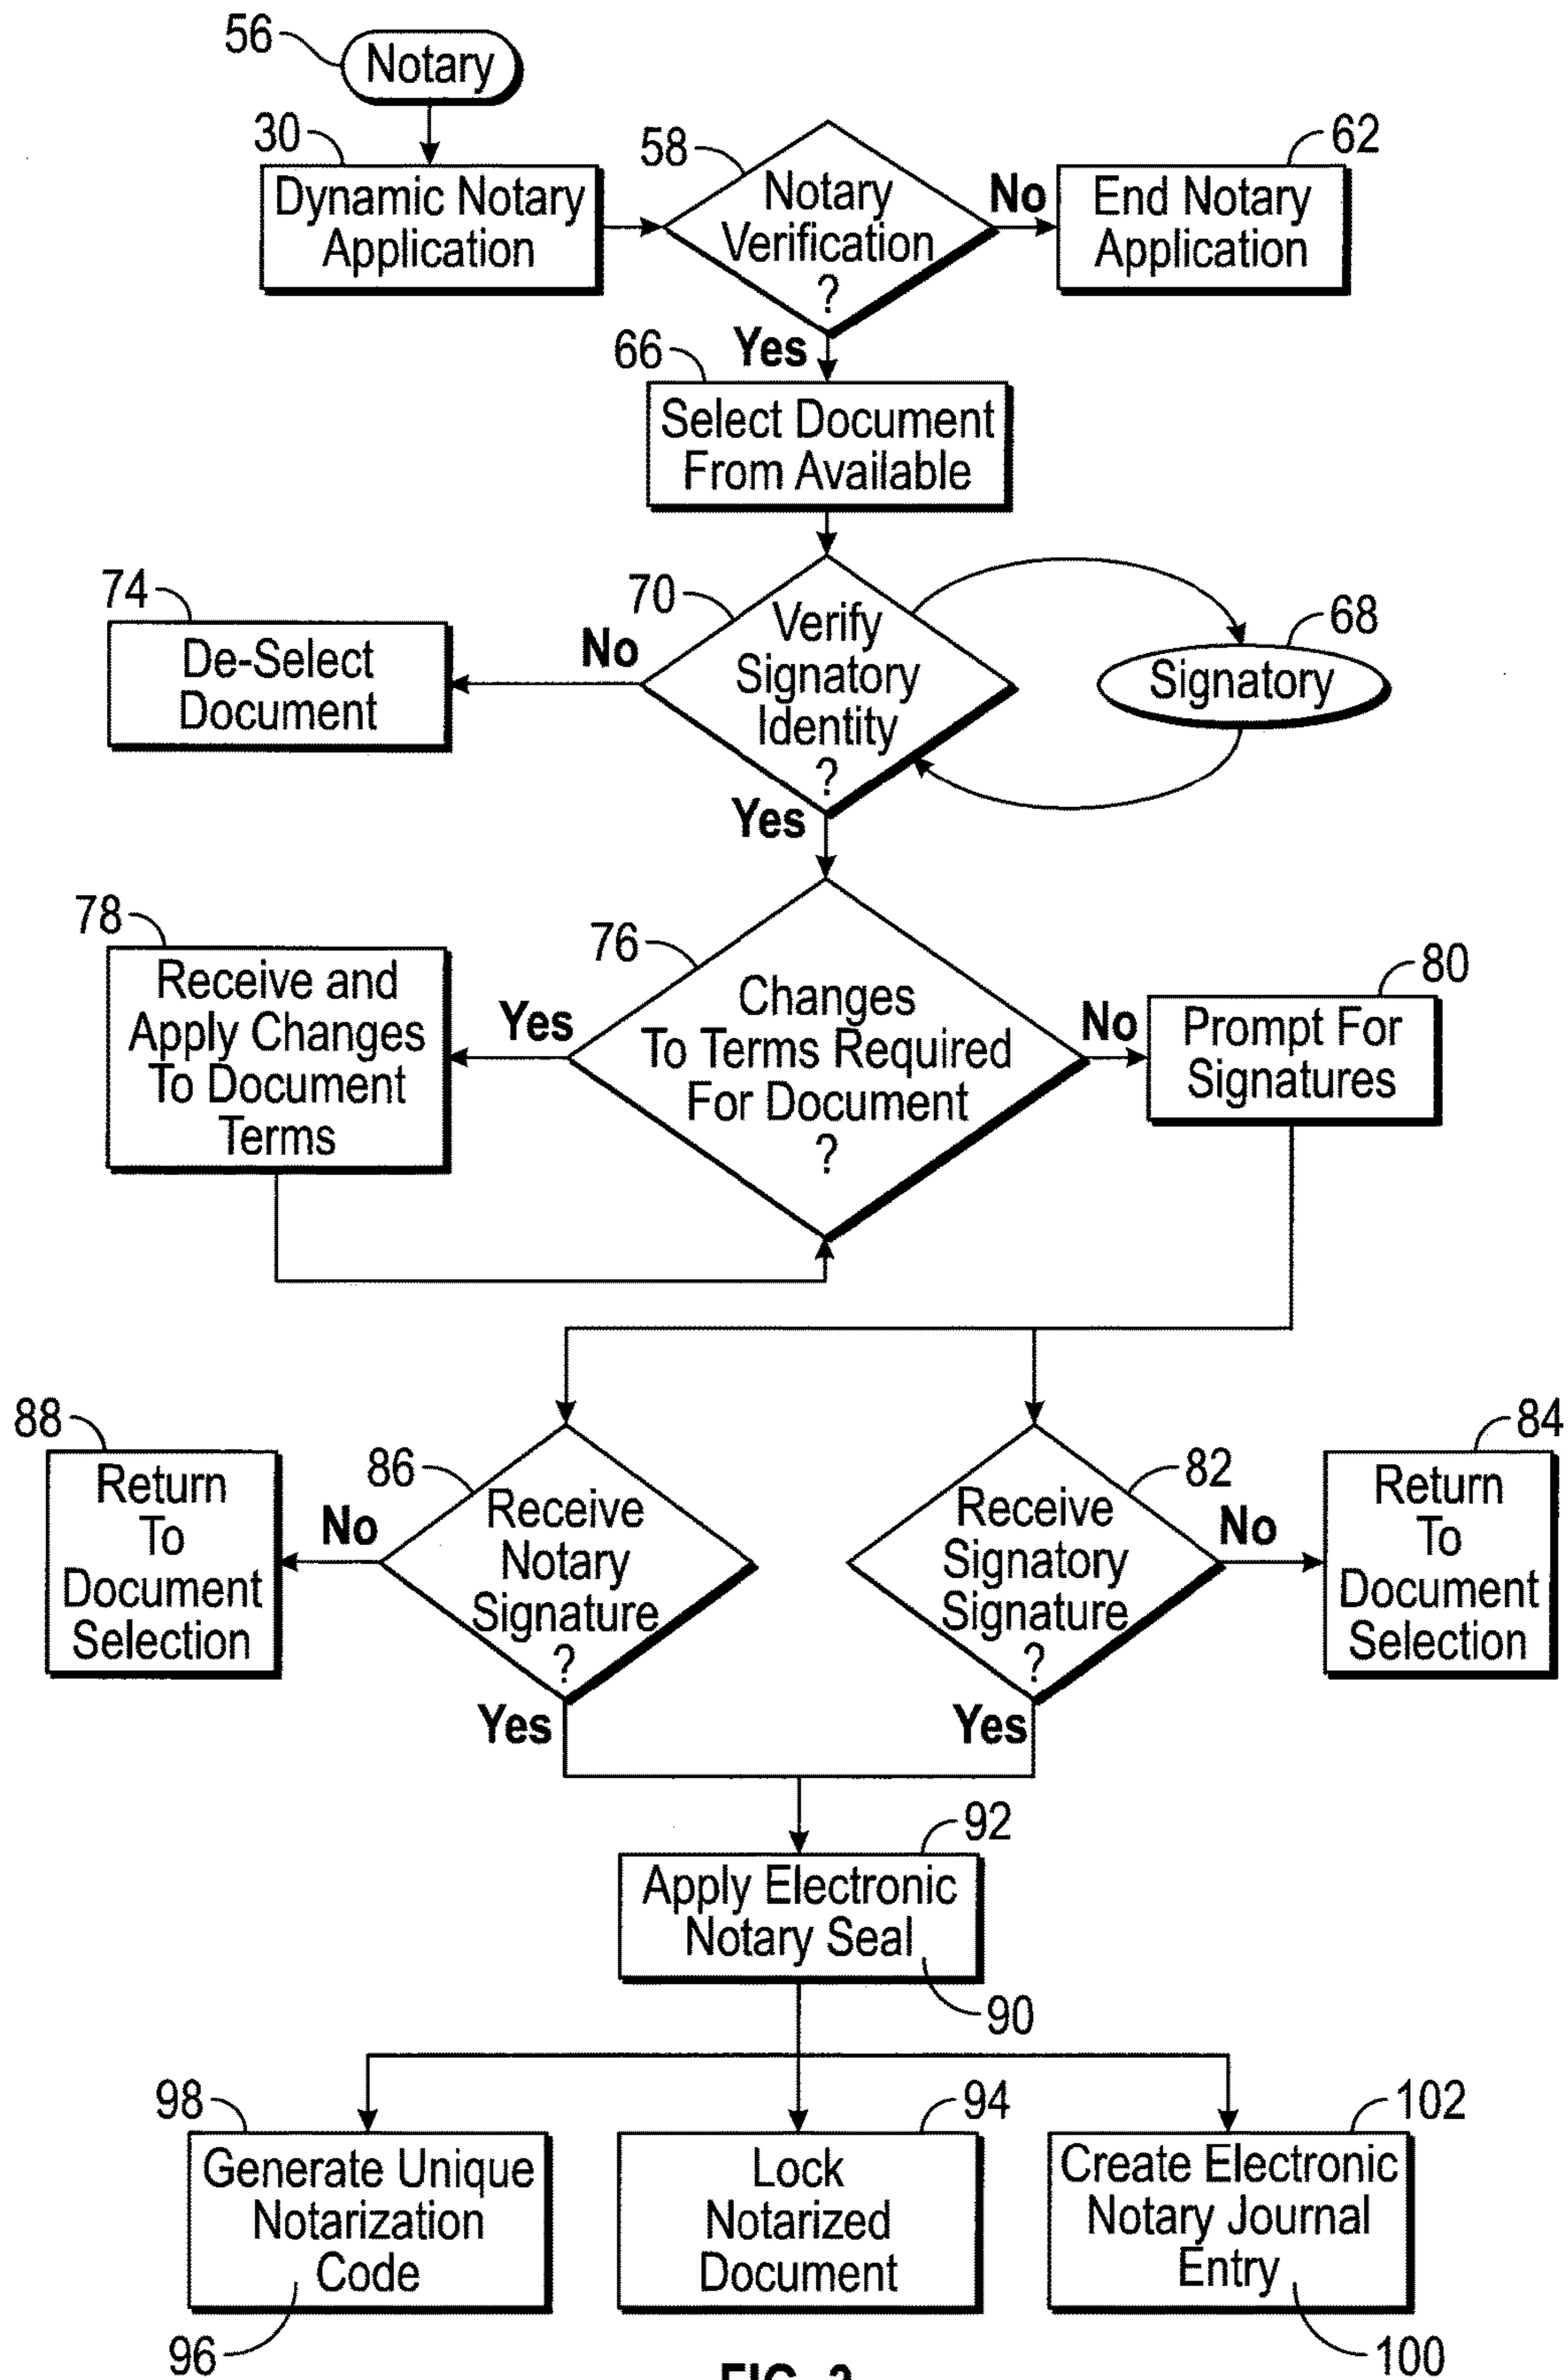 56
Notary
30
58
62
Dynamic Notary
Application
Notary
Verification
?
No
End Notary
Application
Yes
66
Select Document
From Available
74
70
68
De-Select
Document
No
Verify
Signatory
Identity
?
Signatory
Yes
78
76
80
Receive and
Apply Changes
To Document
Terms
Yes
Changes
To Terms Required
For Document
?
No
Prompt For
Signatures
88
86
82
84
Return
To
Document
Selection
No
Receive
Notary
Signature
?
Receive
Signatory
Signature
?
No
Return
To
Document
Selection
Yes
Yes
92
Apply Electronic
Notary Seal
90
98
94
102
Generate Unique
Notarization
Code
Lock
Notarized
Document
Create Electronic
Notary Journal
Entry
96
100